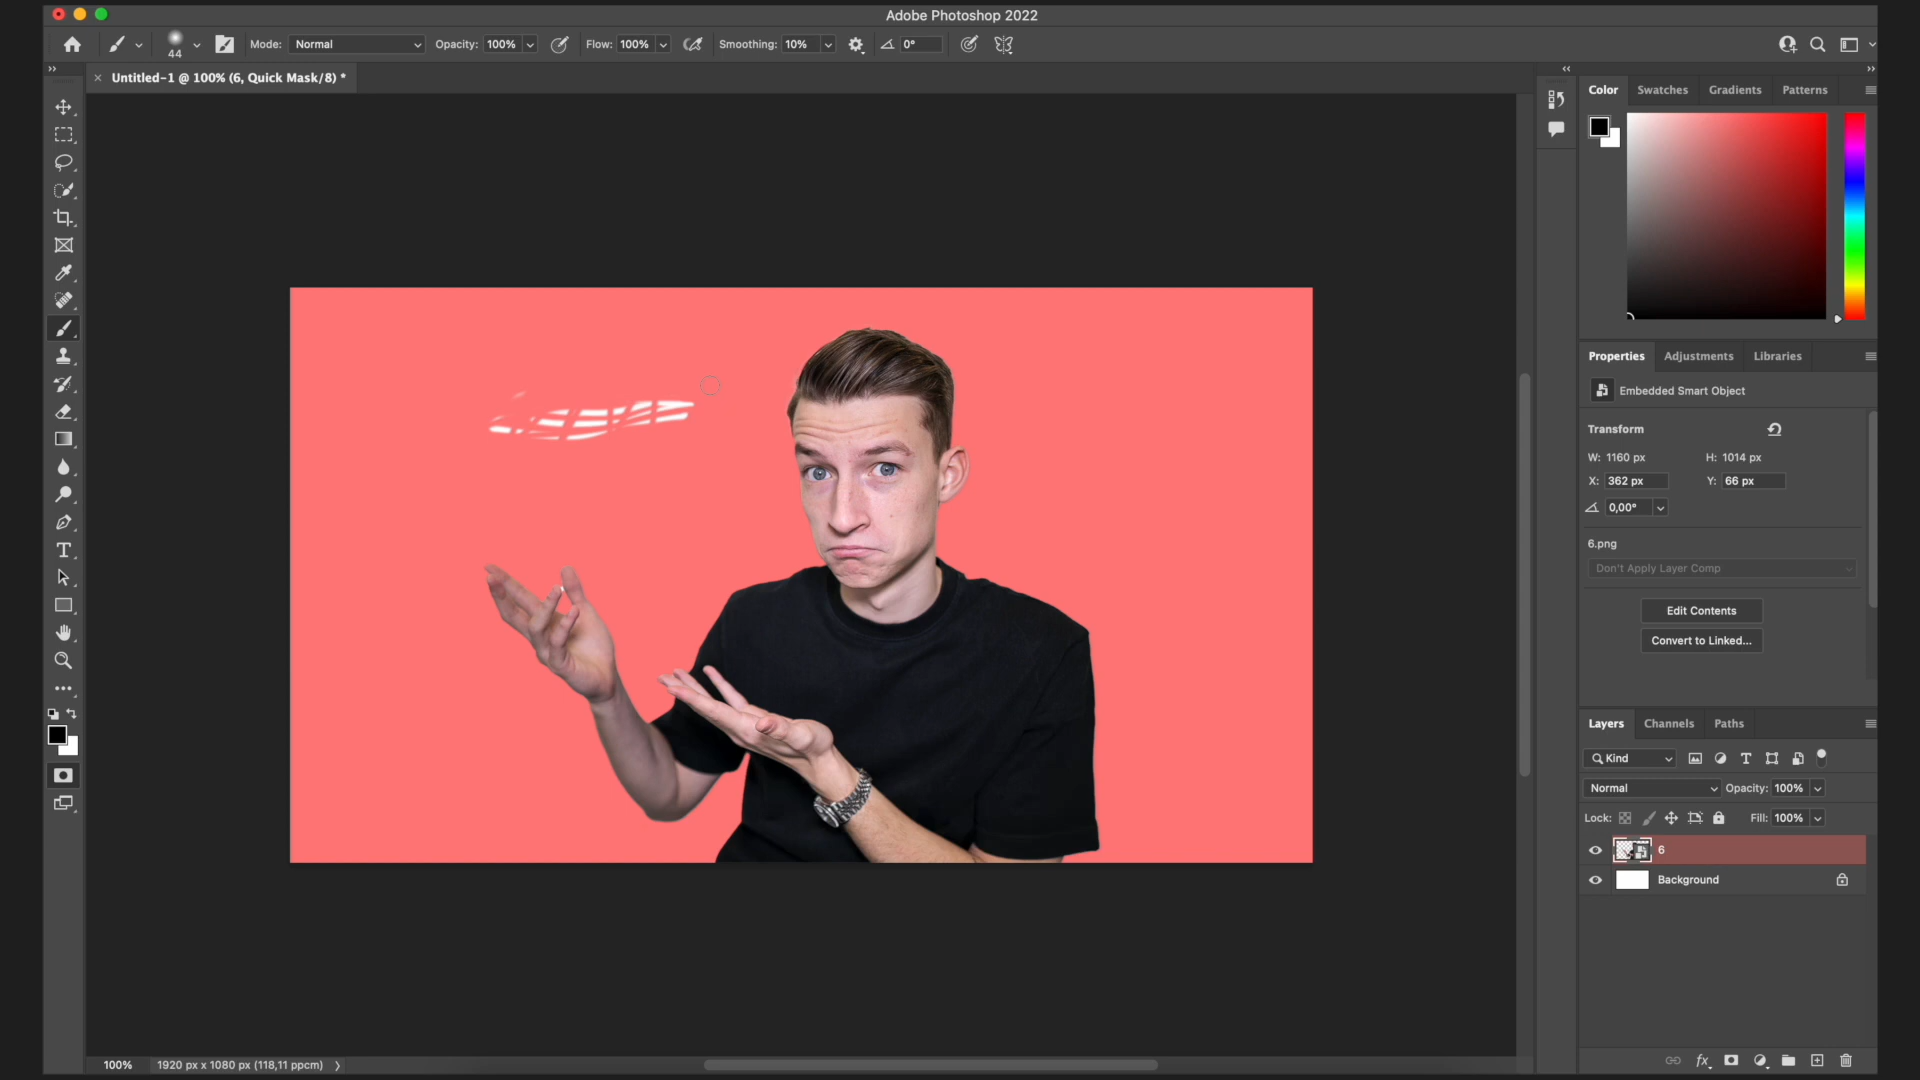 Adobe Photoshop 2022
44
Mode: Normal
Opacity: 100%
Flow: 100%
Smoothing: 10%
0°
Untitled-1 @ 100% (6, Quick Mask/8) *
Color Swatches Gradients Patterns
Properties Adjustments Libraries
Embedded Smart Object
Transform
W: 1160 px H: 1014 px
X: 362 px Y: 66 px
0,00°
6.png
Don't Apply Layer Comp
Edit Contents
Convert to Linked...
Layers Channels Paths
Kind
Normal Opacity: 100%
Lock: Fill: 100%
6
Background
fx
100% 1920 px x 1080 px (118,11 ppcm)